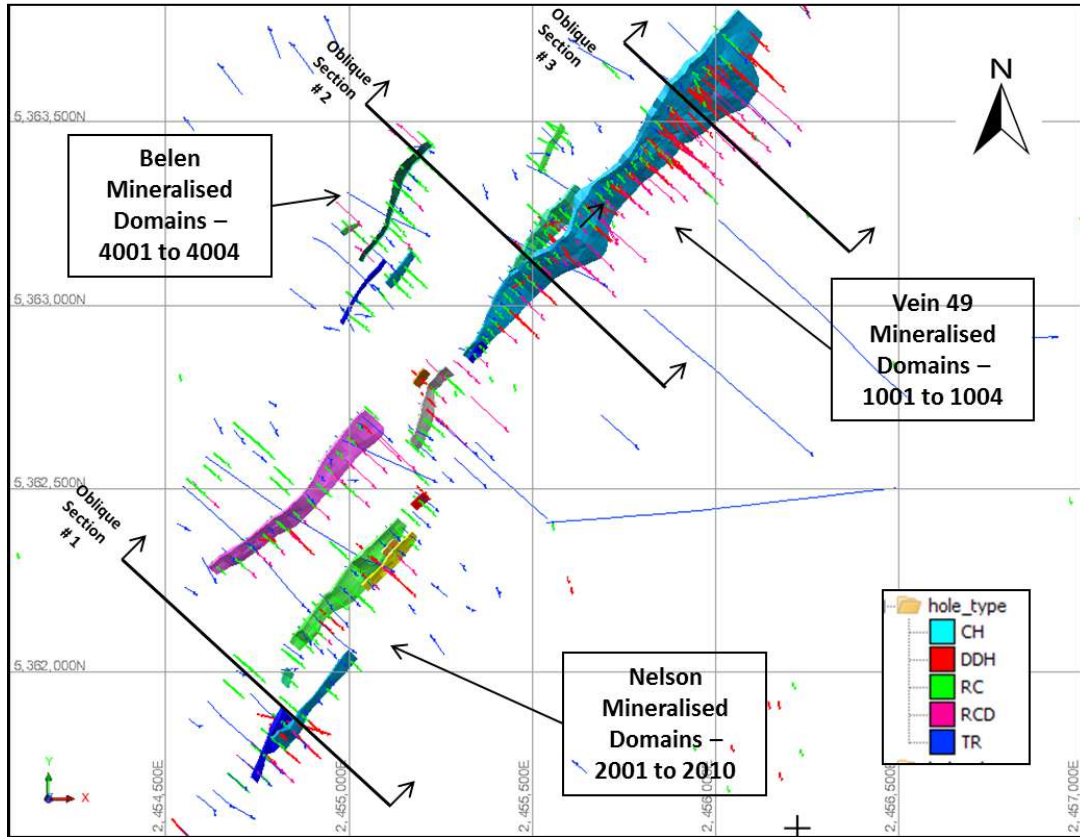 Oblique
Section
#3
Oblique
Section
#2
N
5,363,500N
Belen
Mineralised
Domains –
4001 to 4004
5,363,000N
Vein 49
Mineralised
Domains –
1001 to 1004
5,362,500N
Oblique
Section
#1
hole_type
CH
DDH
RC
RCD
TR
5,362,000N
Nelson
Mineralised
Domains –
2001 to 2010
Y
X
2,454,500E
2,455,000E
2,455,500E
2,456,000E
2,456,500E
2,457,000E